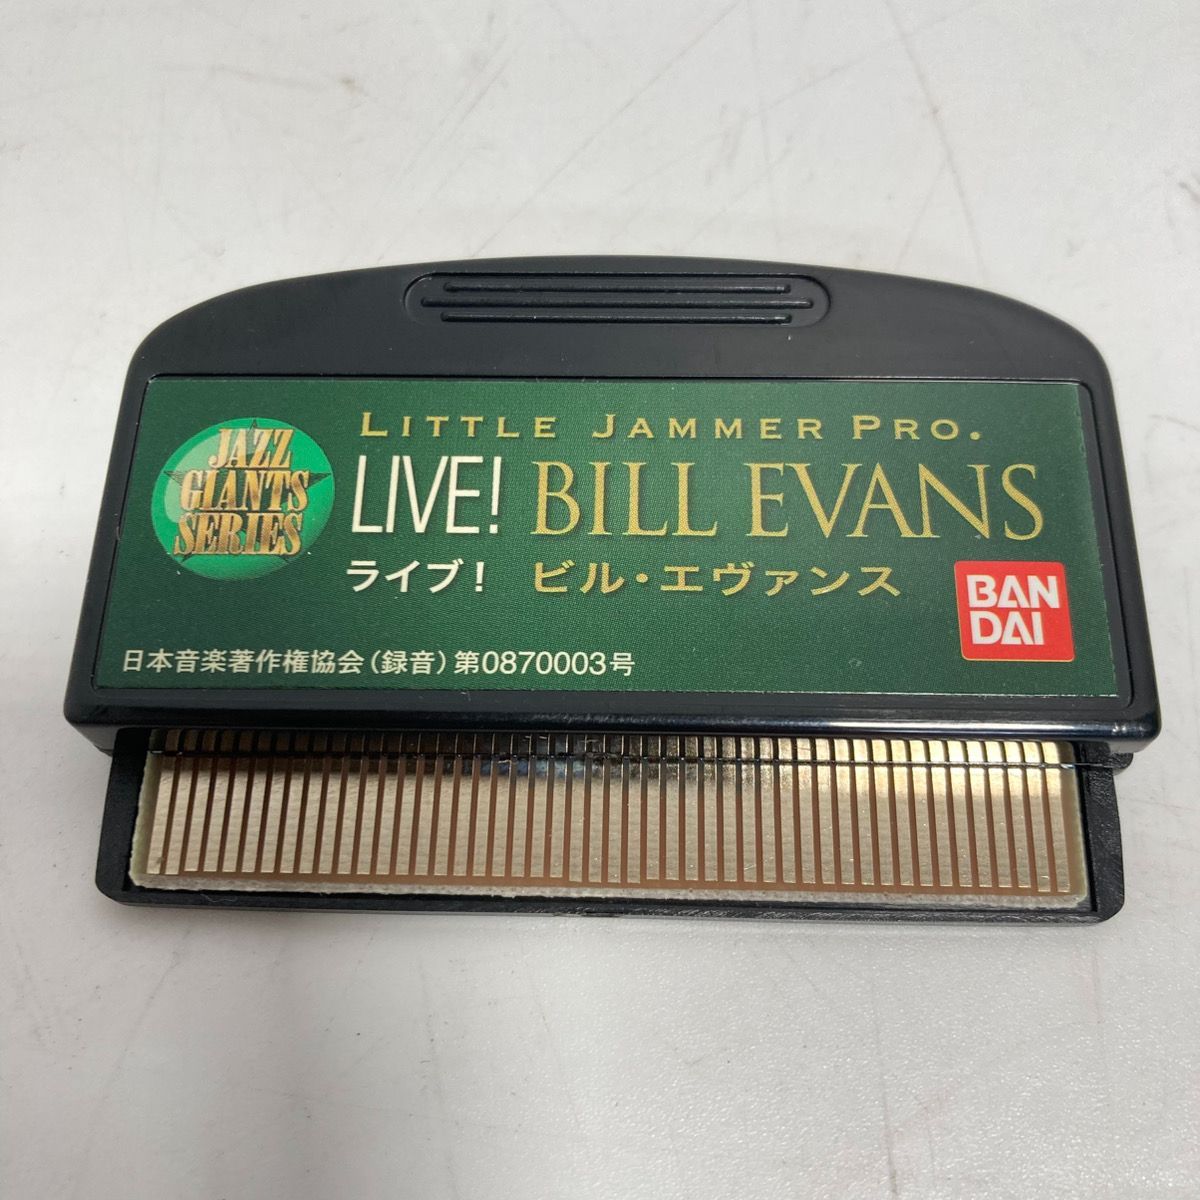 JAZZ
GIANTS
SERIES
LITTLE JAMMER PRO.
LIVE! BILL EVANS
ライブ! ビル・エヴァンス
BAN
DAI
日本音楽著作権協会(録音)第0870003号